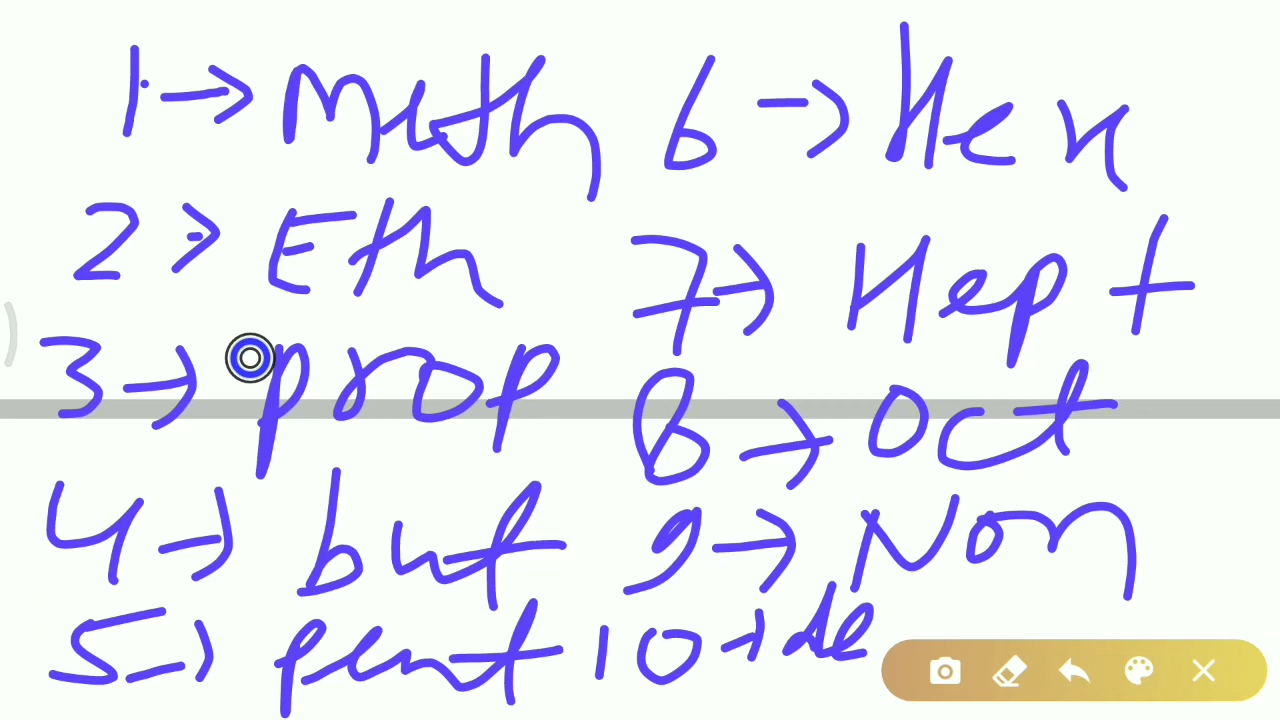 1 → Meth
2 → Eth
3 → prop
4 → but
5 → pent
6 → Hex
7 → Hept
8 → Oct
9 → Non
10 → de